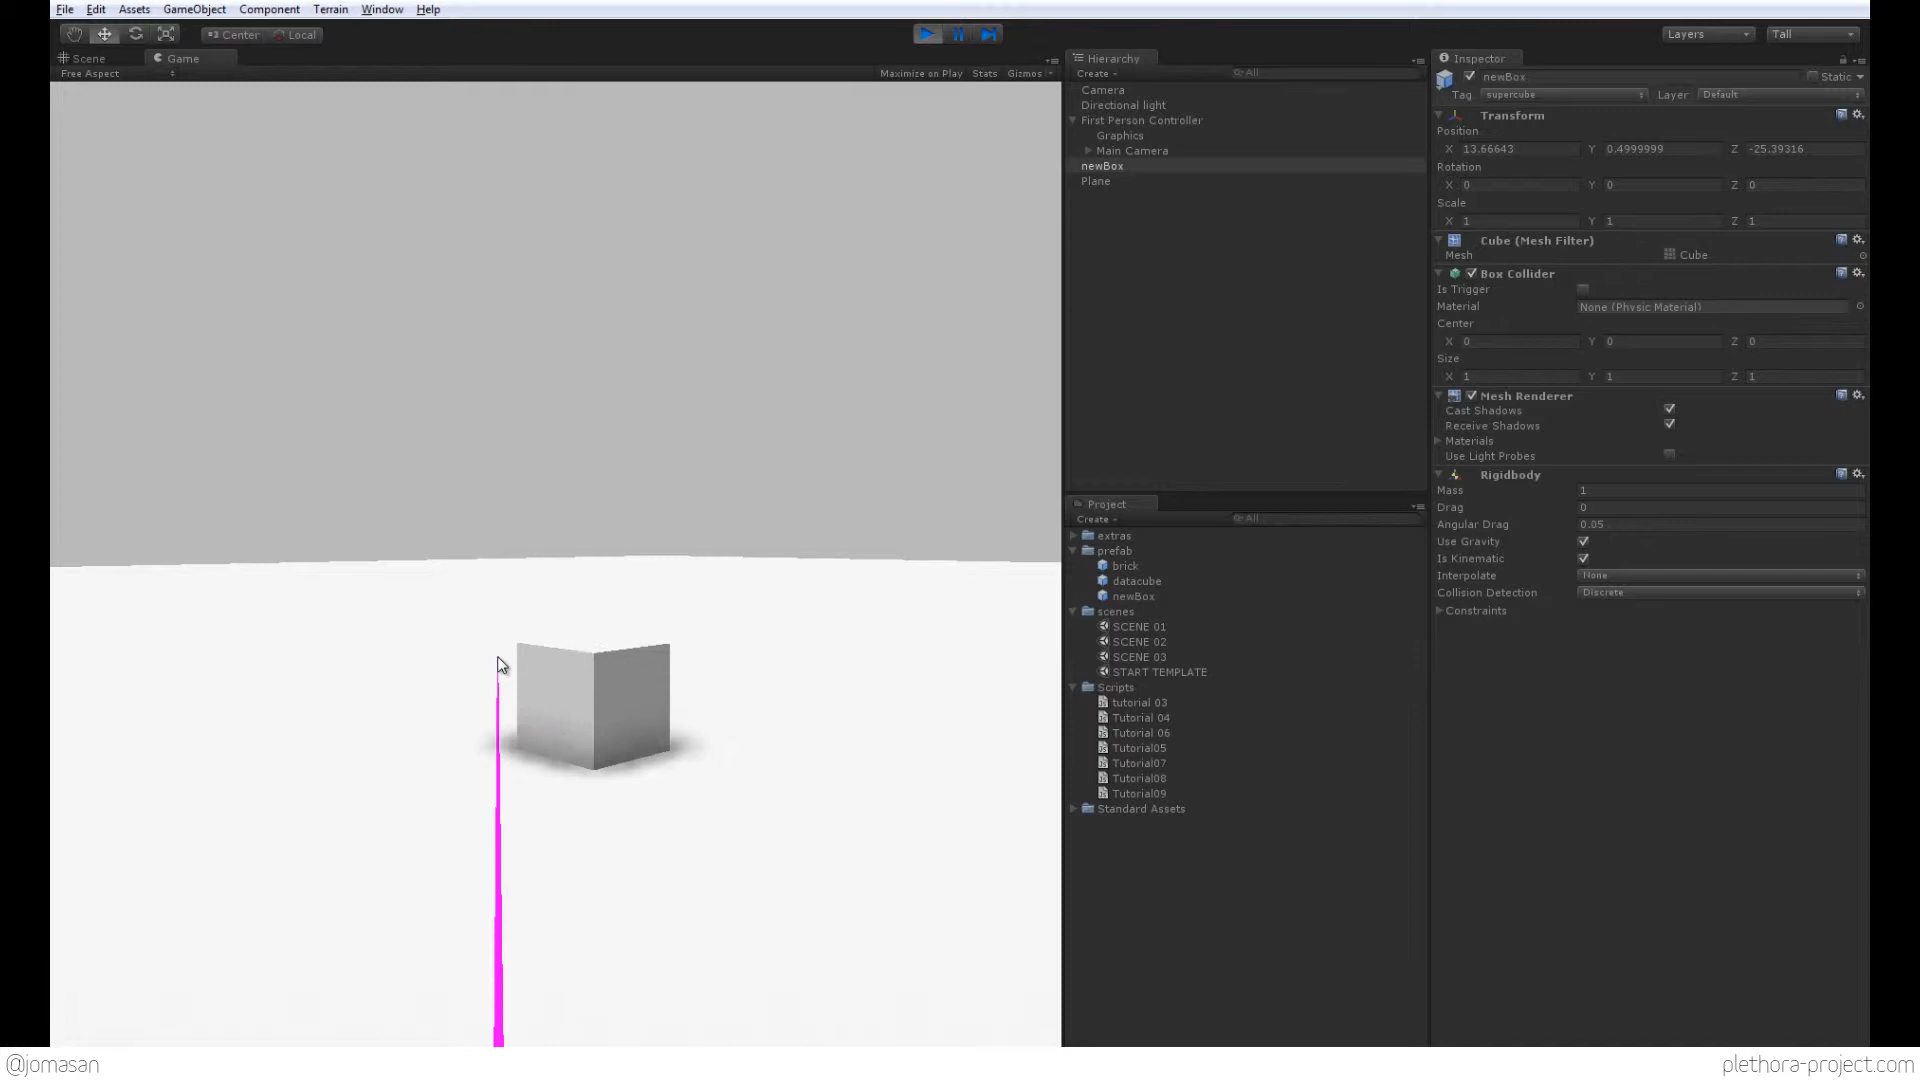 File Edit Assets GameObject Component Terrain Window Help
Center Local Layers Tall
Scene Game
Free Aspect Maximize on Play Stats Gizmos
Hierarchy
Create All
Camera
Directional light
First Person Controller
Graphics
Main Camera
newBox
Plane
Project
Create All
extras
prefab
brick
datacube
newBox
scenes
SCENE 01
SCENE 02
SCENE 03
START TEMPLATE
Scripts
tutorial 03
Tutorial 04
Tutorial 06
Tutorial05
Tutorial07
Tutorial08
Tutorial09
Standard Assets
Inspector
newBox Static
Tag supercube Layer Default
Transform
Position
X 13.66643 Y 0.4999999 Z -25.39316
Rotation
X 0 Y 0 Z 0
Scale
X 1 Y 1 Z 1
Cube (Mesh Filter)
Mesh Cube
Box Collider
Is Trigger
Material None (Physic Material)
Center
X 0 Y 0 Z 0
Size
X 1 Y 1 Z 1
Mesh Renderer
Cast Shadows
Receive Shadows
Materials
Use Light Probes
Rigidbody
Mass 1
Drag 0
Angular Drag 0.05
Use Gravity
Is Kinematic
Interpolate None
Collision Detection Discrete
Constraints
@jomasan plethora-project.com